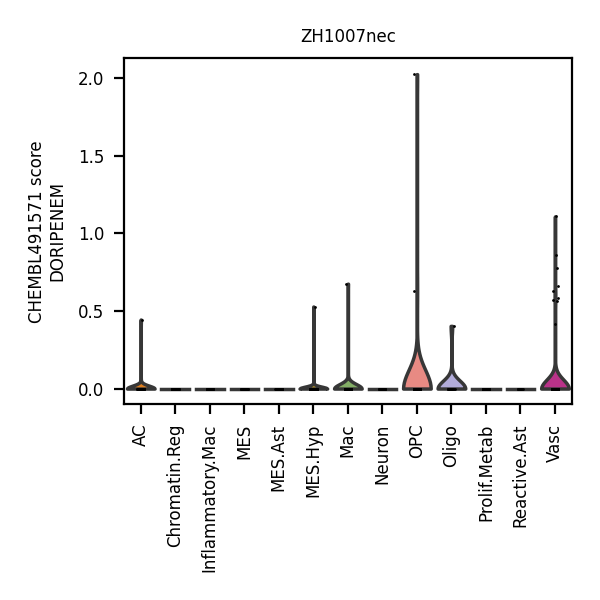 ZH1007nec
CHEMBL491571 score
DORIPENEM
2.0
1.5
1.0
0.5
0.0
AC
Chromatin.Reg
Inflammatory.Mac
MES
MES.Ast
MES.Hyp
Mac
Neuron
OPC
Oligo
Prolif.Metab
Reactive.Ast
Vasc